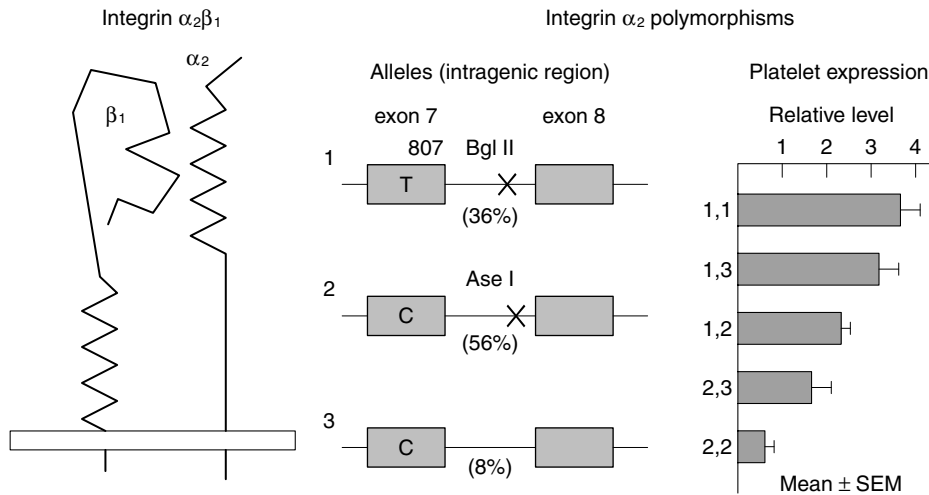 Integrin α₂β₁
α₂
β₁
Integrin α₂ polymorphisms
Alleles (intragenic region)
exon 7
exon 8
1
807
Bgl II
T
(36%)
2
Ase I
C
(56%)
3
C
(8%)
Platelet expression
Relative level
1 2 3 4
1,1
1,3
1,2
2,3
2,2
Mean ± SEM